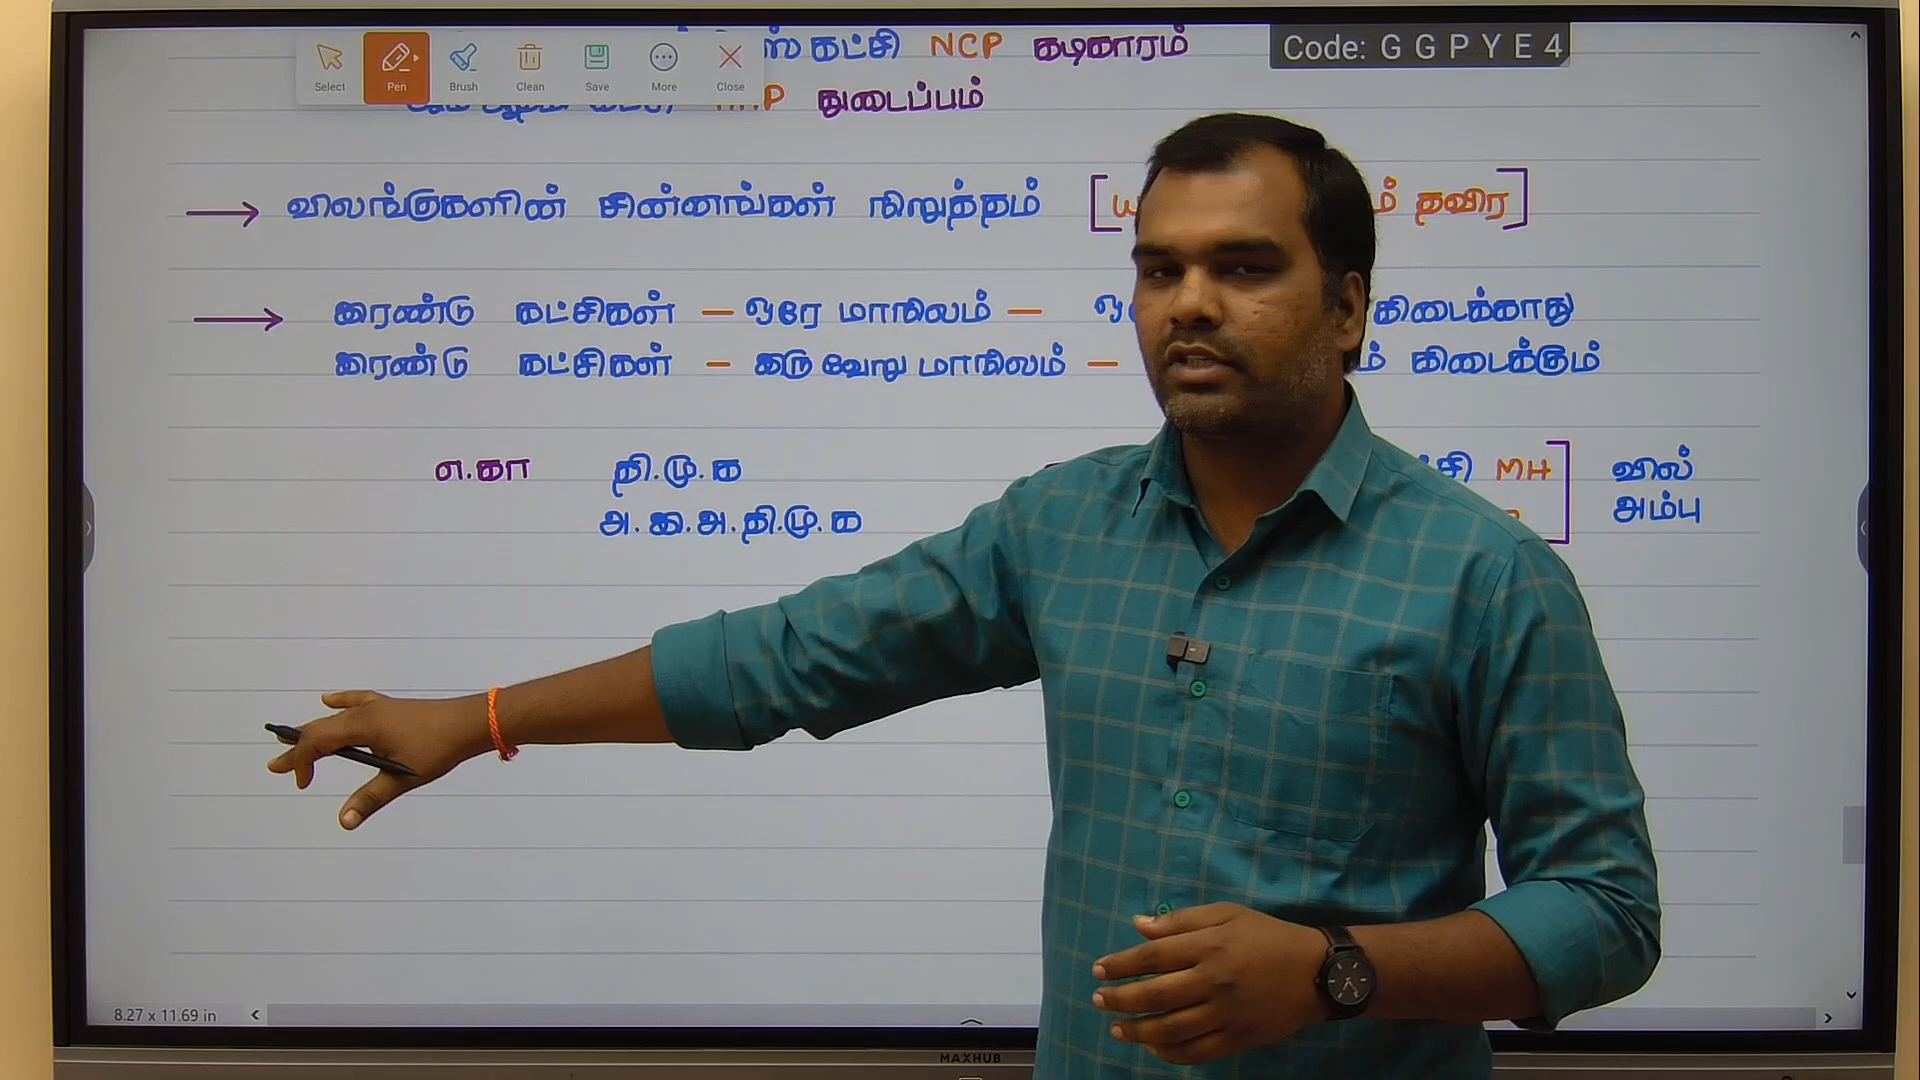 ஸ் கட்சி NCP கடிகாரம்
Code: G G P Y E 4
Select Pen Brush Clean Save More Close
துடைப்பம்
விலங்குகளின் சின்னங்கள் நிறுத்தம் [ தவிர ]
இரண்டு கட்சிகள் – ஒரே மாநிலம் – கிடைக்காது
இரண்டு கட்சிகள் – இரு வேறு மாநிலம் – கிடைக்கும்
எ.கா தி.மு.க MH ] வில்
அ.இ.அ.தி.மு.க அம்பு
8.27 x 11.69 in
MAXHUB